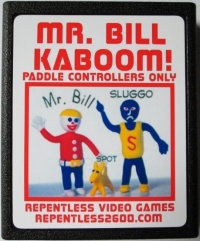 MR. BILL
KABOOM!
PADDLE CONTROLLERS ONLY
Mr. Bill
SLUGGO
S
SPOT
REPENTLESS VIDEO GAMES
REPENTLESS2600.COM